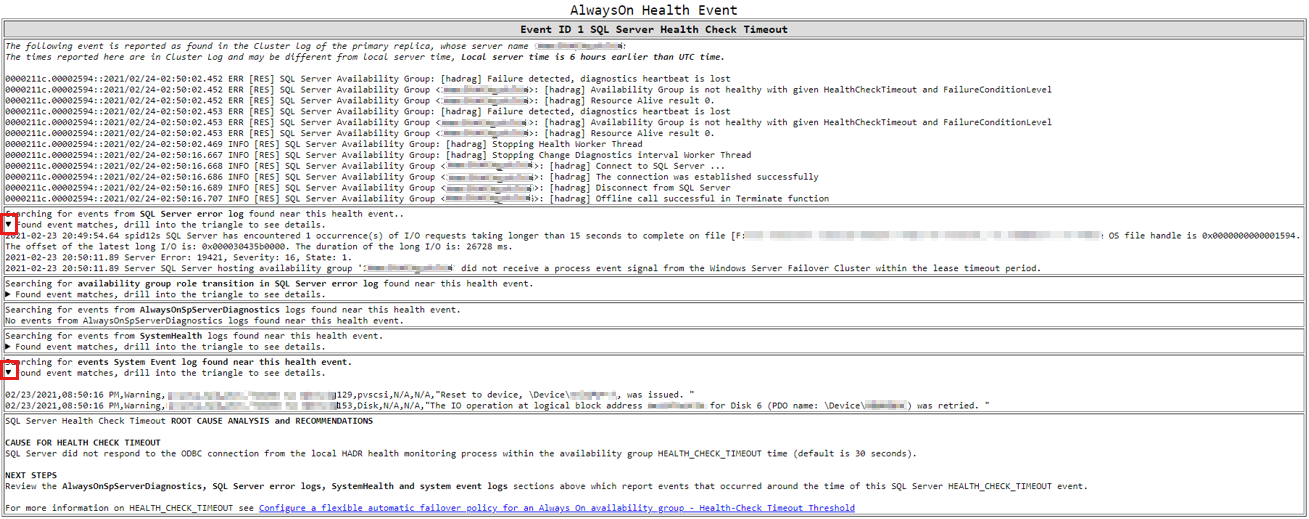 AlwaysOn Health Event
Event ID 1 SQL Server Health Check Timeout
The following event is reported as found in the Cluster log of the primary replica, whose server name
The times reported here are in Cluster Log and may be different from local server time, Local server time is 6 hours earlier than UTC time.
0000211c.00002594::2021/02/24-02:50:02.452 ERR [RES] SQL Server Availability Group: [hadrag] Failure detected, diagnostics heartbeat is lost
0000211c.00002594::2021/02/24-02:50:02.452 ERR [RES] SQL Server Availability Group < >: [hadrag] Availability Group is not healthy with given HealthCheckTimeout and FailureConditionLevel
0000211c.00002594::2021/02/24-02:50:02.452 ERR [RES] SQL Server Availability Group < >: [hadrag] Resource Alive result 0.
0000211c.00002594::2021/02/24-02:50:02.453 ERR [RES] SQL Server Availability Group: [hadrag] Failure detected, diagnostics heartbeat is lost
0000211c.00002594::2021/02/24-02:50:02.453 ERR [RES] SQL Server Availability Group < >: [hadrag] Availability Group is not healthy with given HealthCheckTimeout and FailureConditionLevel
0000211c.00002594::2021/02/24-02:50:02.453 ERR [RES] SQL Server Availability Group < >: [hadrag] Resource Alive result 0.
0000211c.00002594::2021/02/24-02:50:02.469 INFO [RES] SQL Server Availability Group: [hadrag] Stopping Health Worker Thread
0000211c.00002594::2021/02/24-02:50:16.667 INFO [RES] SQL Server Availability Group: [hadrag] Stopping Change Diagnostics interval Worker Thread
0000211c.00002594::2021/02/24-02:50:16.668 INFO [RES] SQL Server Availability Group < >: [hadrag] Connect to SQL Server ...
0000211c.00002594::2021/02/24-02:50:16.686 INFO [RES] SQL Server Availability Group < >: [hadrag] The connection was established successfully
0000211c.00002594::2021/02/24-02:50:16.689 INFO [RES] SQL Server Availability Group < >: [hadrag] Disconnect from SQL Server
0000211c.00002594::2021/02/24-02:50:16.707 INFO [RES] SQL Server Availability Group < >: [hadrag] Offline call successful in Terminate function
Searching for events from SQL Server error log found near this health event..
▼ Found event matches, drill into the triangle to see details.
2021-02-23 20:49:54.64 spid12s SQL Server has encountered 1 occurrence(s) of I/O requests taking longer than 15 seconds to complete on file [F: OS file handle is 0x0000000000001594.
The offset of the latest long I/O is: 0x000030435b0000. The duration of the long I/O is: 26728 ms.
2021-02-23 20:50:11.89 Server Error: 19421, Severity: 16, State: 1.
2021-02-23 20:50:11.89 Server SQL Server hosting availability group ' ' did not receive a process event signal from the Windows Server Failover Cluster within the lease timeout period.
Searching for availability group role transition in SQL Server error log found near this health event.
▶ Found event matches, drill into the triangle to see details.
Searching for events from AlwaysOnSpServerDiagnostics logs found near this health event.
No events from AlwaysOnSpServerDiagnostics logs found near this health event.
Searching for events from SystemHealth logs found near this health event.
▶ Found event matches, drill into the triangle to see details.
Searching for events System Event log found near this health event.
▼ Found event matches, drill into the triangle to see details.
02/23/2021,08:50:16 PM,Warning, 129,pvscsi,N/A,N/A,"Reset to device, \Device\ , was issued. "
02/23/2021,08:50:16 PM,Warning, 153,Disk,N/A,N/A,"The IO operation at logical block address for Disk 6 (PDO name: \Device\ ) was retried. "
SQL Server Health Check Timeout ROOT CAUSE ANALYSIS and RECOMMENDATIONS
CAUSE FOR HEALTH CHECK TIMEOUT
SQL Server did not respond to the ODBC connection from the local HADR health monitoring process within the availability group HEALTH_CHECK_TIMEOUT time (default is 30 seconds).
NEXT STEPS
Review the AlwaysOnSpServerDiagnostics, SQL Server error logs, SystemHealth and system event logs sections above which report events that occurred around the time of this SQL Server HEALTH_CHECK_TIMEOUT event.
For more information on HEALTH_CHECK_TIMEOUT see Configure a flexible automatic failover policy for an Always On availability group - Health-Check Timeout Threshold